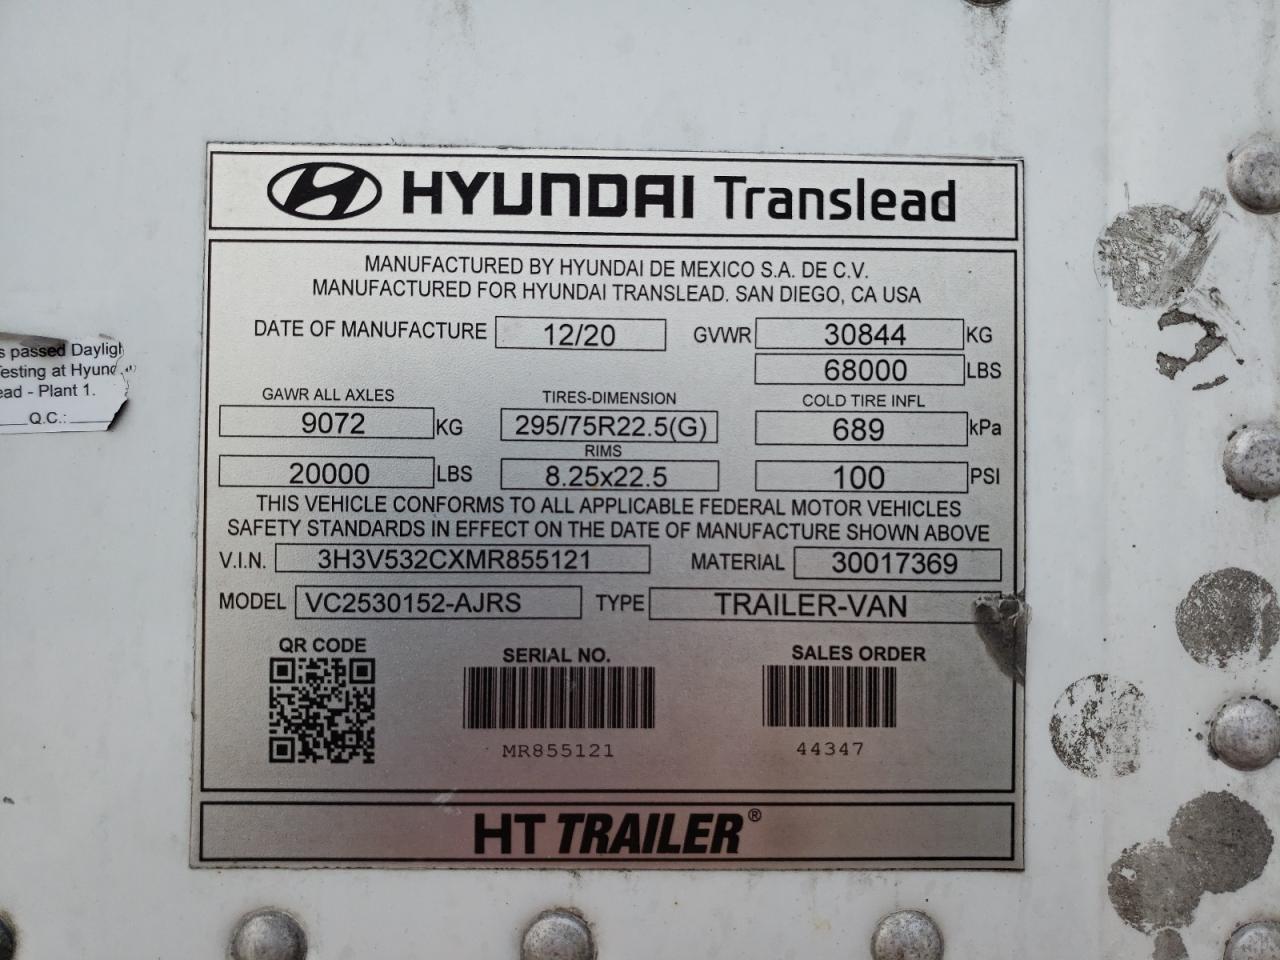 HYUNDAI Translead
MANUFACTURED BY HYUNDAI DE MEXICO S.A. DE C.V.
MANUFACTURED FOR HYUNDAI TRANSLEAD. SAN DIEGO, CA USA
DATE OF MANUFACTURE 12/20 GVWR 30844 KG
68000 LBS
GAWR ALL AXLES TIRES-DIMENSION COLD TIRE INFL
9072 KG 295/75R22.5(G) 689 kPa
RIMS
20000 LBS 8.25x22.5 100 PSI
THIS VEHICLE CONFORMS TO ALL APPLICABLE FEDERAL MOTOR VEHICLES
SAFETY STANDARDS IN EFFECT ON THE DATE OF MANUFACTURE SHOWN ABOVE
V.I.N. 3H3V532CXMR855121 MATERIAL 30017369
MODEL VC2530152-AJRS TYPE TRAILER-VAN
QR CODE SERIAL NO. SALES ORDER
MR855121 44347
HT TRAILER®
passed
esting at
- Plant 1.
Q.C.: